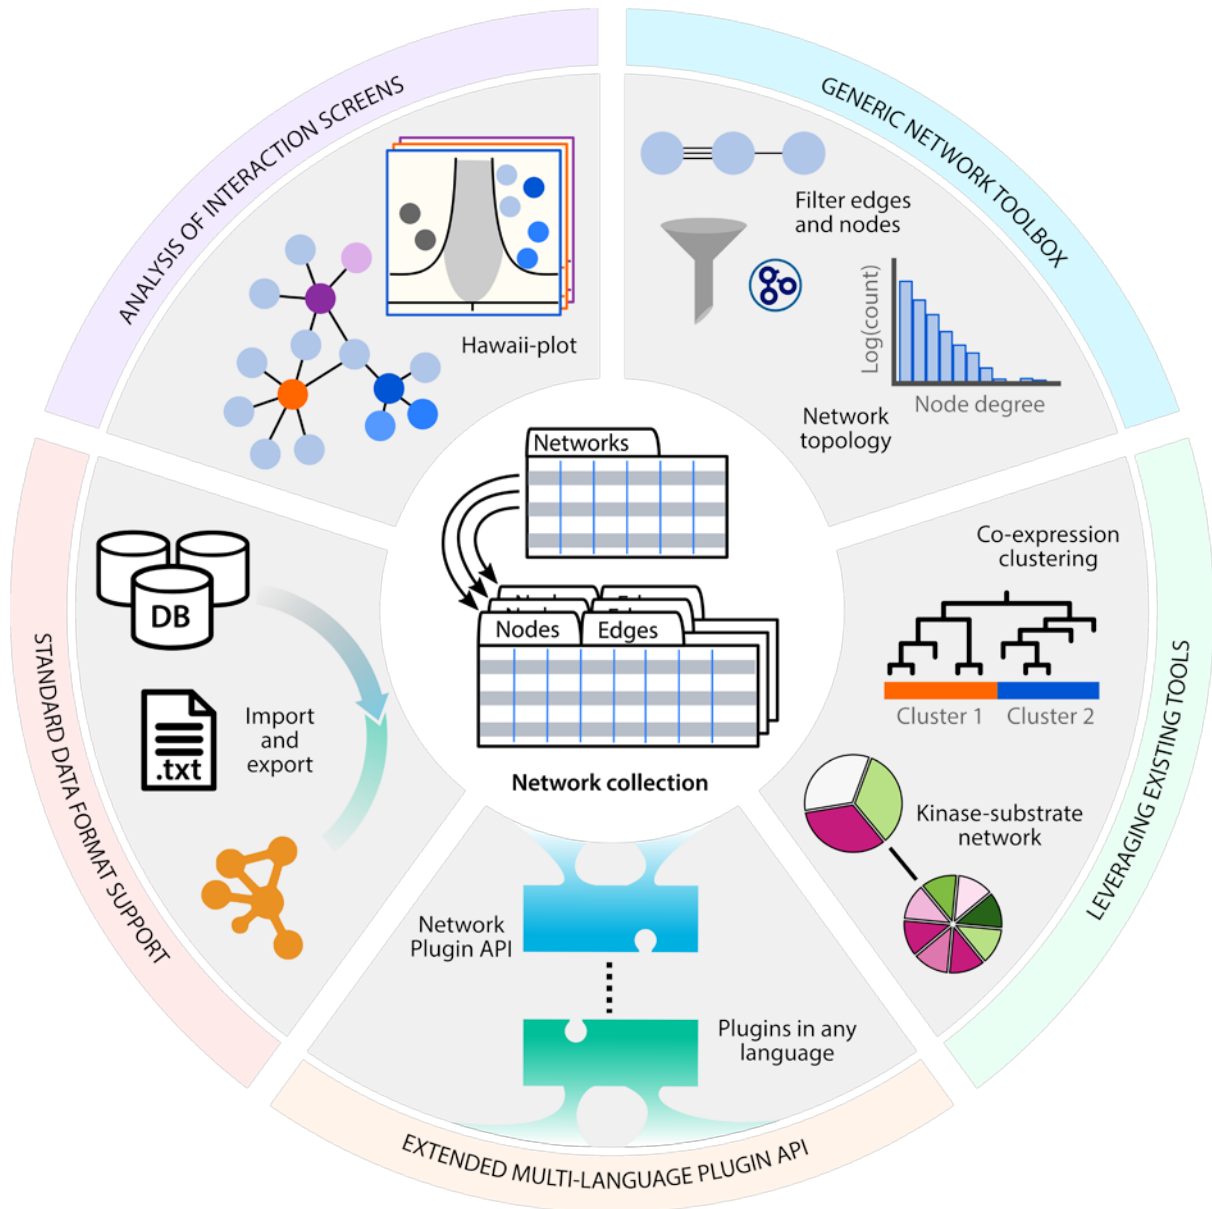 ANALYSIS OF INTERACTION SCREENS
Hawaii-plot
GENERIC NETWORK TOOLBOX
Filter edges
and nodes
Log(count)
Node degree
Network
topology
Networks
Nodes
Edges
Network collection
STANDARD DATA FORMAT SUPPORT
DB
.txt
Import
and
export
LEVERAGING EXISTING TOOLS
Co-expression
clustering
Cluster 1
Cluster 2
Kinase-substrate
network
Network
Plugin API
Plugins in any
language
EXTENDED MULTI-LANGUAGE PLUGIN API